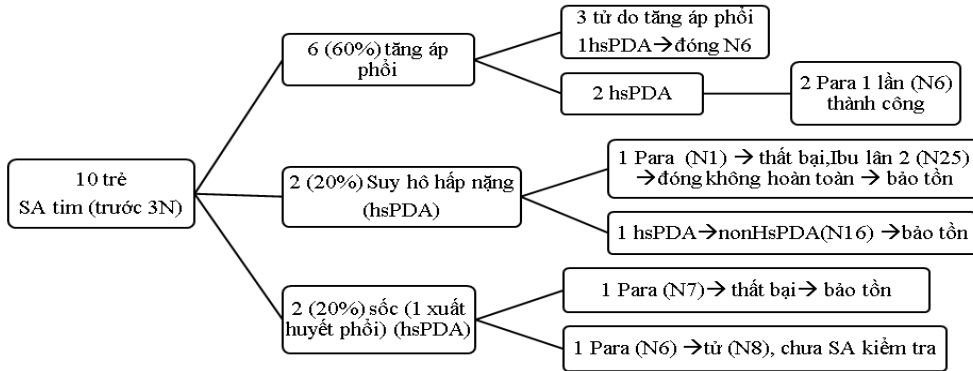 10 trẻ
SA tim (trước 3N)
6 (60%) tăng áp
phổi
3 tử do tăng áp phổi
1hsPDA→đóng N6
2 hsPDA
2 Para 1 lần (N6)
thành công
2 (20%) Suy hô hấp nặng
(hsPDA)
1 Para (N1) → thất bại,Ibu lân 2 (N25)
→đóng không hoàn toàn → bảo tồn
1 hsPDA→nonHsPDA(N16) →bảo tồn
2 (20%) sốc (1 xuất
huyết phổi) (hsPDA)
1 Para (N7)→ thất bại→ bảo tồn
1 Para (N6) →tử (N8), chưa SA kiểm tra